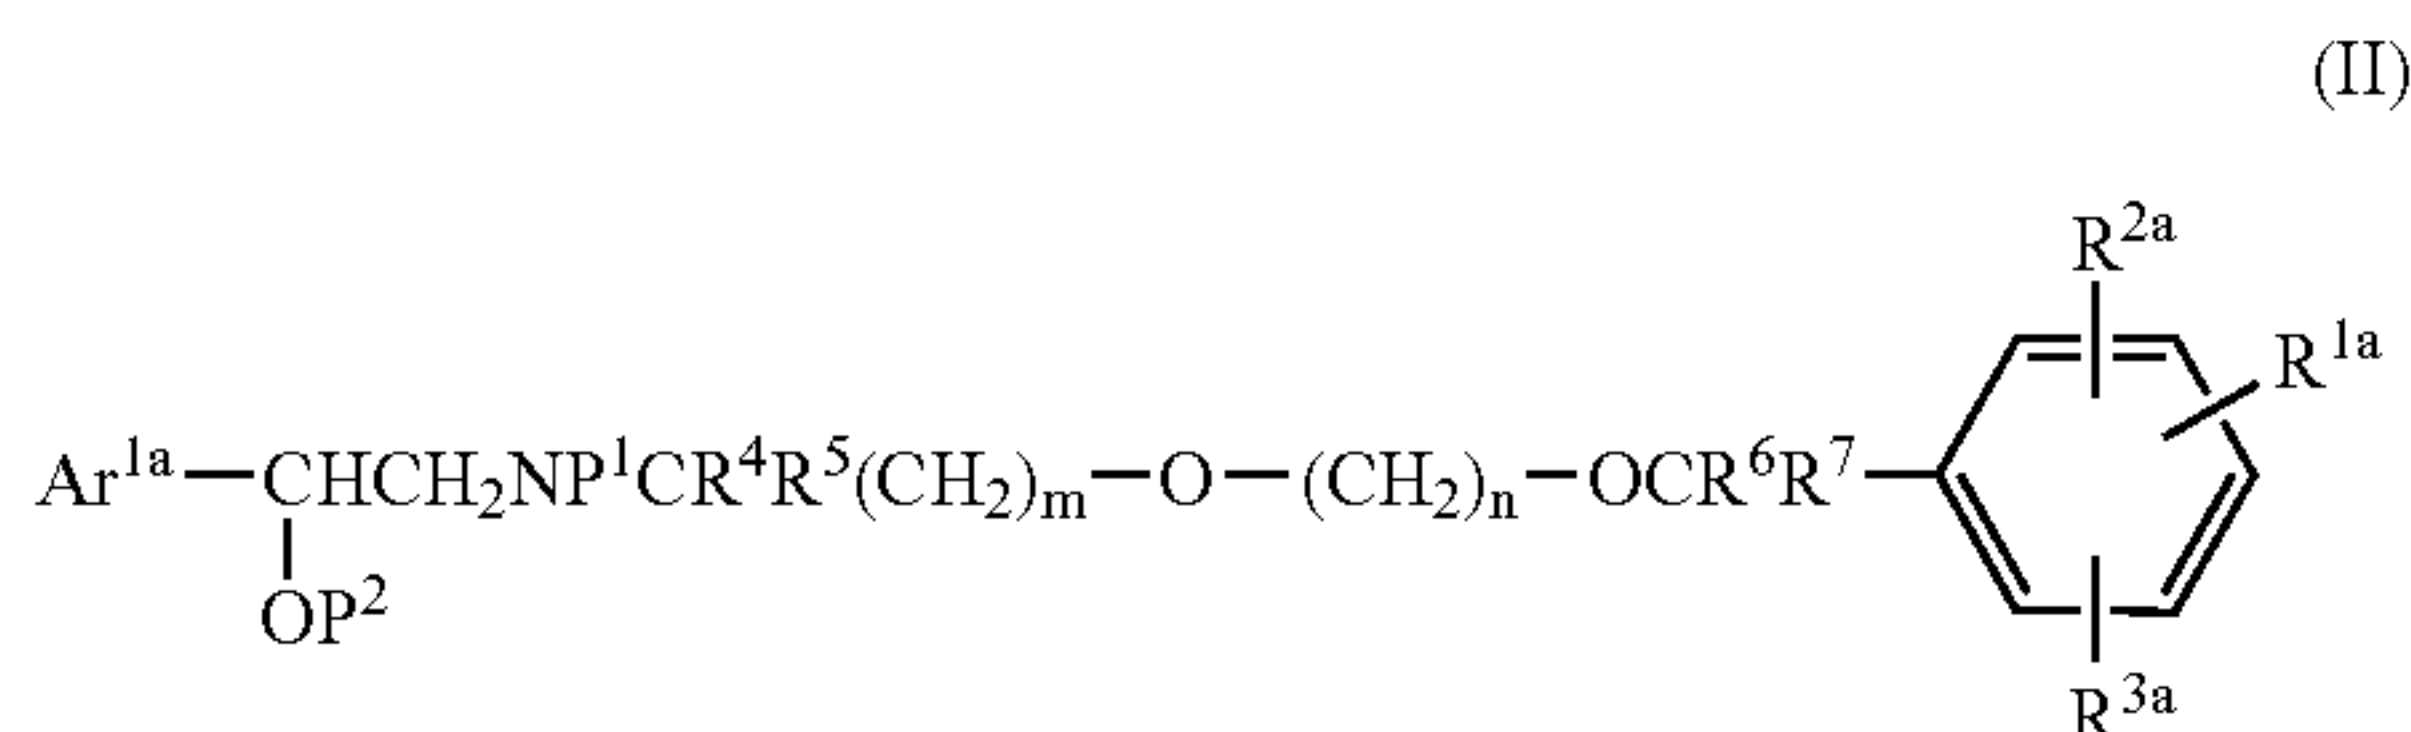 (II)
R²ᵃ
R¹ᵃ
Ar¹ᵃ—CHCH₂NP¹CR⁴R⁵(CH₂)ₘ—O—(CH₂)ₙ—OCR⁶R⁷
OP²
R³ᵃ